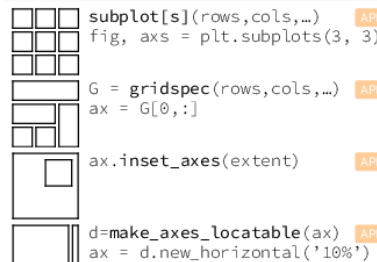 subplot[s](rows,cols,…)
fig, axs = plt.subplots(3, 3)
G = gridspec(rows,cols,…)
ax = G[0,:]
ax.inset_axes(extent)
d=make_axes_locatable(ax)
ax = d.new_horizontal('10%')